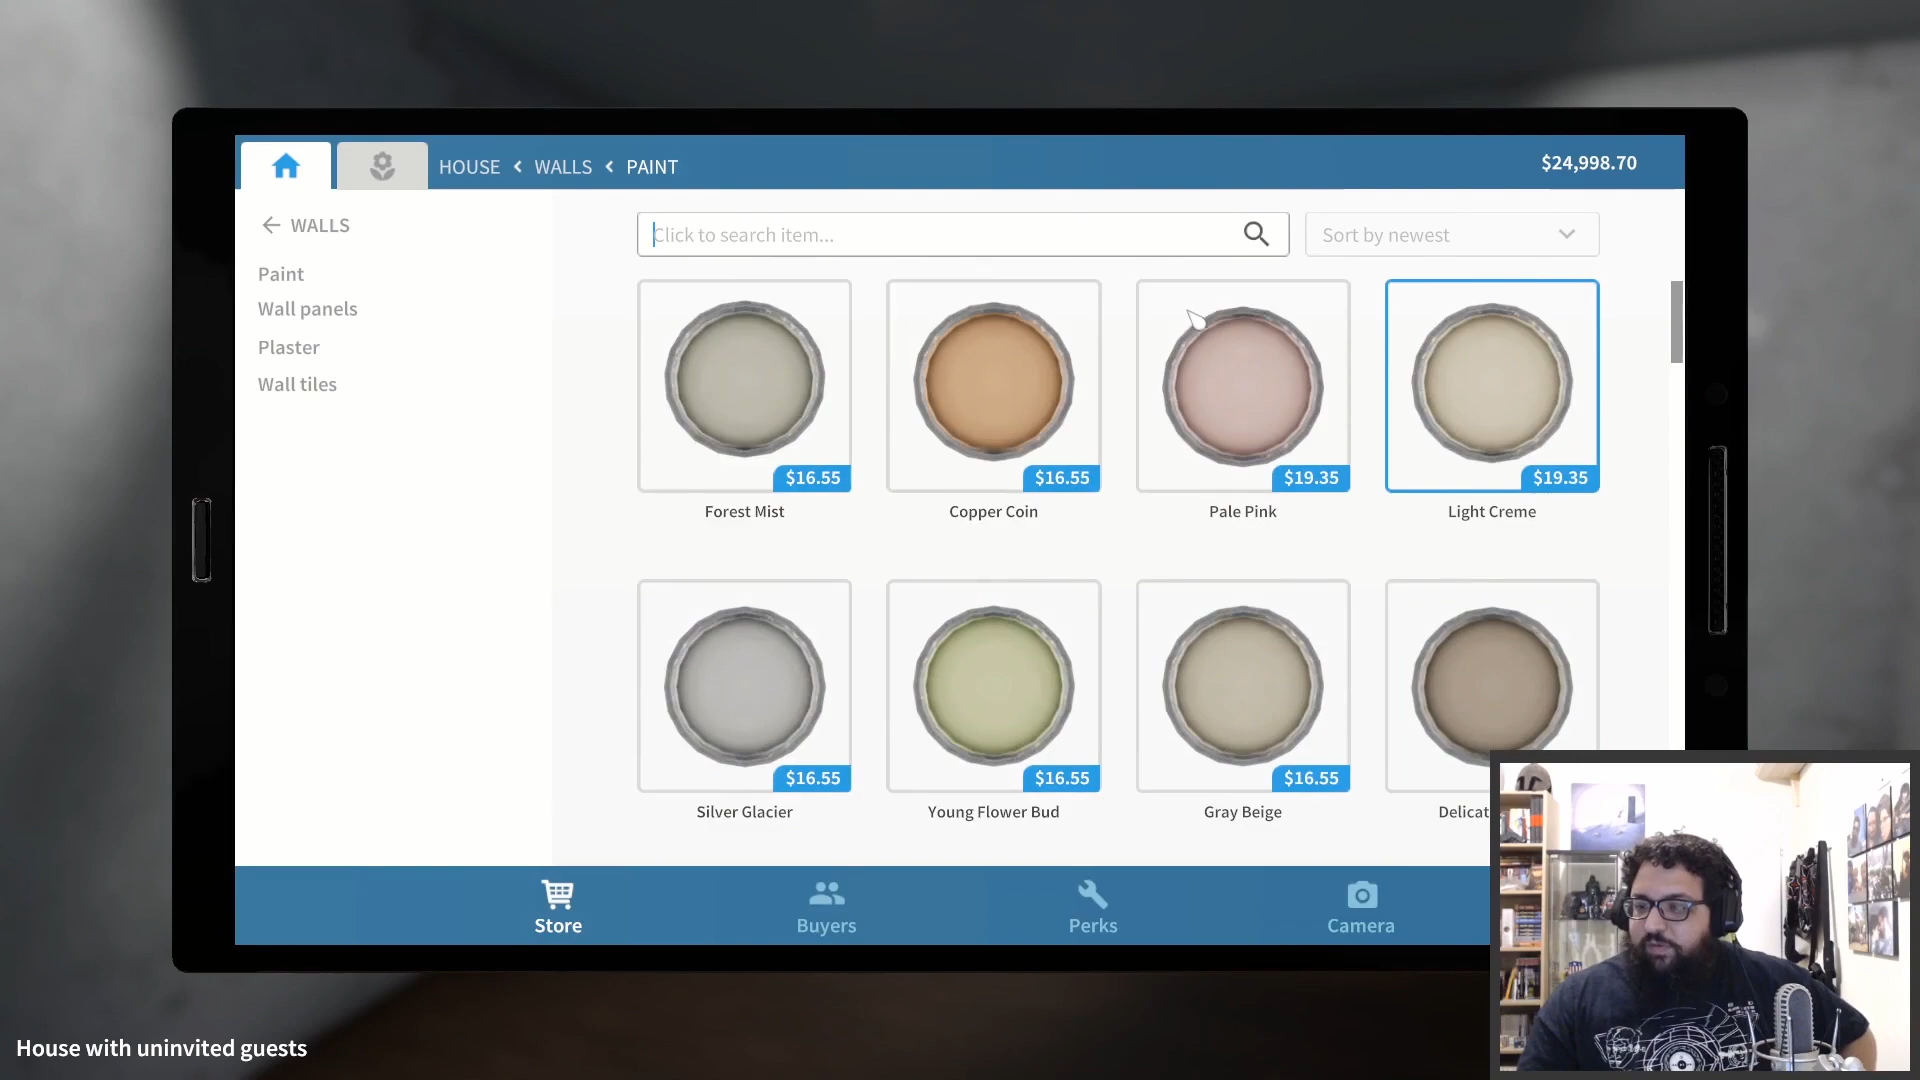 HOUSE < WALLS < PAINT
$24,998.70
WALLS
Paint
Wall panels
Plaster
Wall tiles
Click to search item...
Sort by newest
$16.55
$16.55
$19.35
$19.35
Forest Mist
Copper Coin
Pale Pink
Light Creme
$16.55
$16.55
$16.55
Silver Glacier
Young Flower Bud
Gray Beige
Delicat
Store
Buyers
Perks
Camera
House with uninvited guests